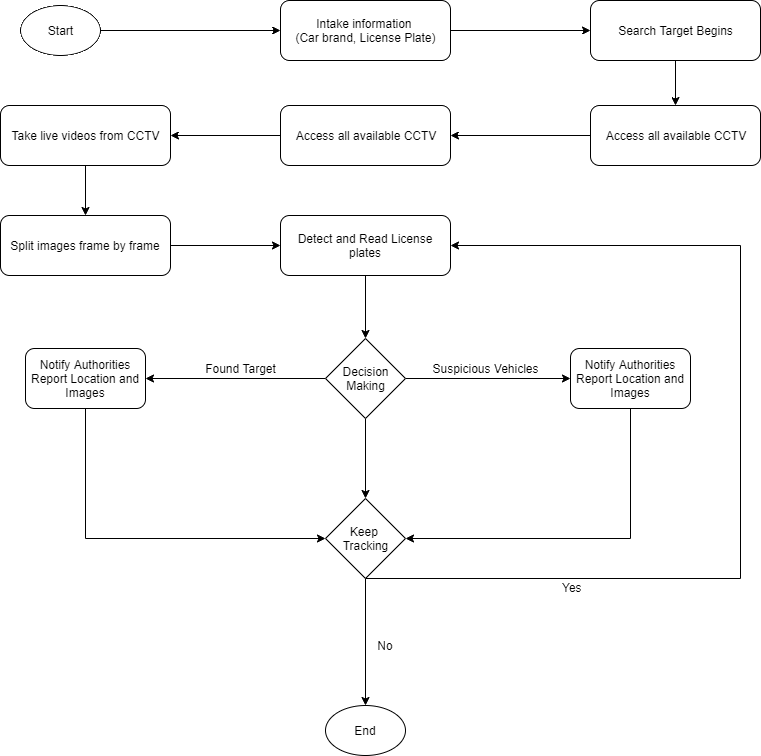 Start
Intake information
(Car brand, License Plate)
Search Target Begins
Take live videos from CCTV
Access all available CCTV
Access all available CCTV
Split images frame by frame
Detect and Read License
plates
Notify Authorities
Report Location and
Images
Found Target
Decision
Making
Suspicious Vehicles
Notify Authorities
Report Location and
Images
Keep
Tracking
Yes
No
End